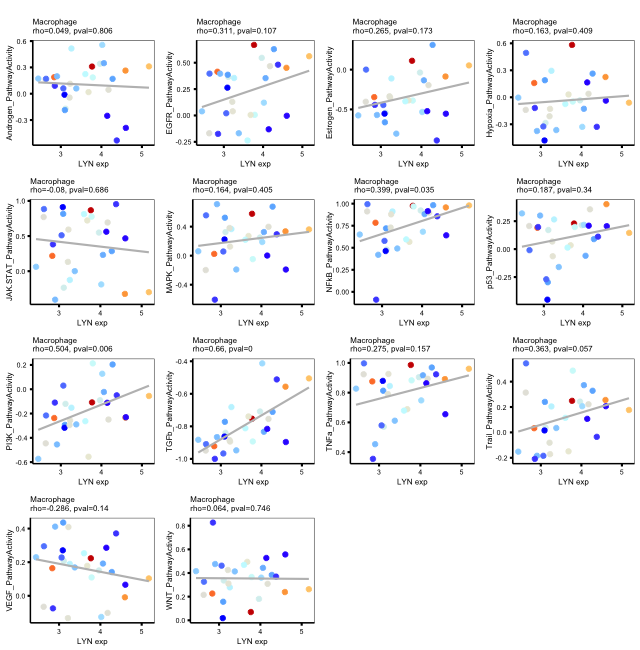 Macrophage
rho=0.049, pval=0.806
Androgen_PathwayActivity
0.6
0.3
0.0
-0.3
3
4
5
LYN exp
Macrophage
rho=0.311, pval=0.107
EGFR_PathwayActivity
0.50
0.25
0.00
-0.25
3
4
5
LYN exp
Macrophage
rho=0.265, pval=0.173
Estrogen_PathwayActivity
0.0
-0.5
3
4
5
LYN exp
Macrophage
rho=0.163, pval=0.409
Hypoxia_PathwayActivity
0.6
0.3
0.0
-0.3
3
4
5
LYN exp
Macrophage
rho=-0.08, pval=0.686
JAK.STAT_PathwayActivity
1.0
0.5
0.0
3
4
5
LYN exp
Macrophage
rho=0.164, pval=0.405
MAPK_PathwayActivity
0.8
0.4
0.0
-0.4
3
4
5
LYN exp
Macrophage
rho=0.399, pval=0.035
NFkB_PathwayActivity
1.00
0.75
0.50
0.25
0.00
3
4
5
LYN exp
Macrophage
rho=0.187, pval=0.34
p53_PathwayActivity
0.25
0.00
-0.25
3
4
5
LYN exp
Macrophage
rho=0.504, pval=0.006
PI3K_PathwayActivity
0.2
0.0
-0.2
-0.4
-0.6
3
4
5
LYN exp
Macrophage
rho=0.66, pval=0
TGFb_PathwayActivity
-0.4
-0.6
-0.8
-1.0
3
4
5
LYN exp
Macrophage
rho=0.275, pval=0.157
TNFa_PathwayActivity
1.0
0.8
0.6
0.4
3
4
5
LYN exp
Macrophage
rho=0.363, pval=0.057
Trail_PathwayActivity
0.4
0.2
0.0
-0.2
3
4
5
LYN exp
Macrophage
rho=-0.286, pval=0.14
VEGF_PathwayActivity
0.4
0.2
0.0
3
4
5
LYN exp
Macrophage
rho=0.064, pval=0.746
WNT_PathwayActivity
0.8
0.6
0.4
0.2
0.0
3
4
5
LYN exp